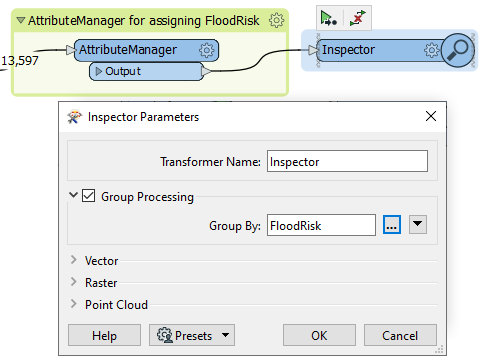 AttributeManager for assigning FloodRisk
13,597
AttributeManager
Output
Inspector
Inspector Parameters
Transformer Name: Inspector
Group Processing
Group By: FloodRisk ...
Vector
Raster
Point Cloud
Help Presets OK Cancel